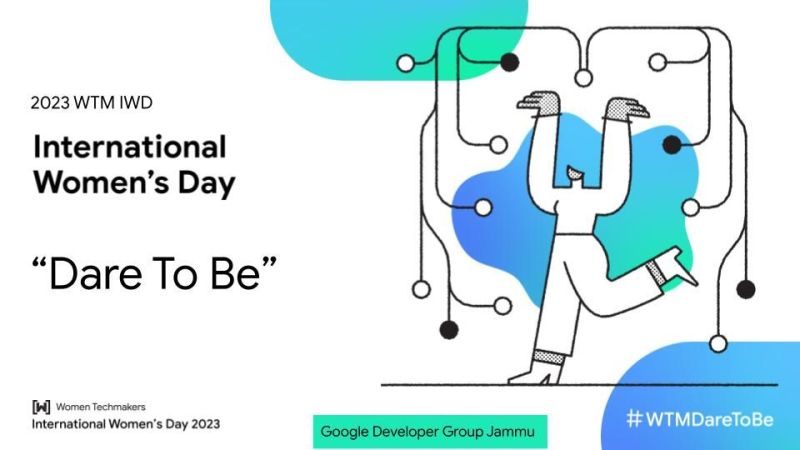 2023 WTM IWD
International
Women's Day
“Dare To Be”
[W] Women Techmakers
International Women's Day 2023
Google Developer Group Jammu
#WTMDareToBe